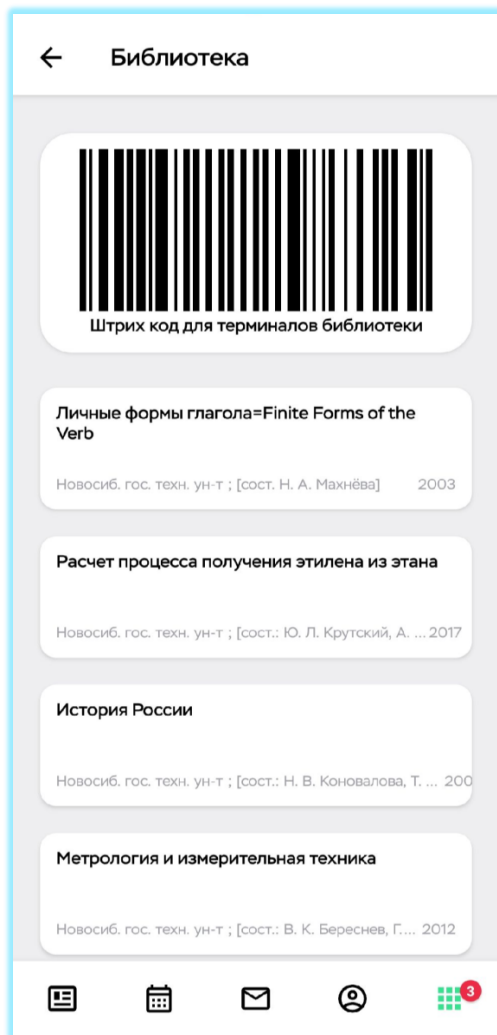 Библиотека
Штрих код для терминалов библиотеки
Личные формы глагола=Finite Forms of the
Verb
Новосиб. гос. техн. ун-т ; [сост. Н. А. Махнёва] 2003
Расчет процесса получения этилена из этана
Новосиб. гос. техн. ун-т ; [сост.: Ю. Л. Крутский, А. ... 2017
История России
Новосиб. гос. техн. ун-т ; [сост.: Н. В. Коновалова, Т. ... 200
Метрология и измерительная техника
Новосиб. гос. техн. ун-т ; [сост.: В. К. Береснев, Г.... 2012
3